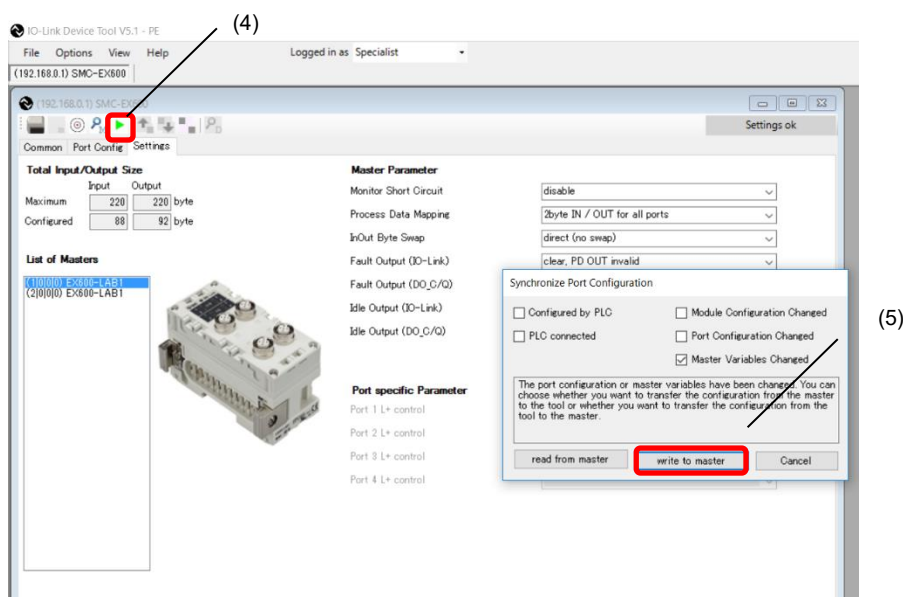 (4)
IO-Link Device Tool V5.1 - PE
File Options View Help Logged in as Specialist
(192.168.0.1) SMC-EX600
(192.168.0.1) SMC-EX600
Settings ok
Common Port Config Settings
Total Input/Output Size
Input Output
Maximum 220 220 byte
Configured 88 92 byte
List of Masters
(1|0|0|0) EX600-LAB1
(2|0|0|0) EX600-LAB1
Master Parameter
Monitor Short Circuit disable
Process Data Mapping 2byte IN / OUT for all ports
InOut Byte Swap direct (no swap)
Fault Output (IO-Link) clear, PD OUT invalid
Fault Output (DO_C/Q)
Idle Output (IO-Link)
Idle Output (DO_C/Q)
Port specific Parameter
Port 1 L+ control
Port 2 L+ control
Port 3 L+ control
Port 4 L+ control
Synchronize Port Configuration
Configured by PLC Module Configuration Changed
PLC connected Port Configuration Changed
Master Variables Changed
The port configuration or master variables have been changed. You can
choose whether you want to transfer the configuration from the master
to the tool or whether you want to transfer the configuration from the
tool to the master.
read from master write to master Cancel
(5)